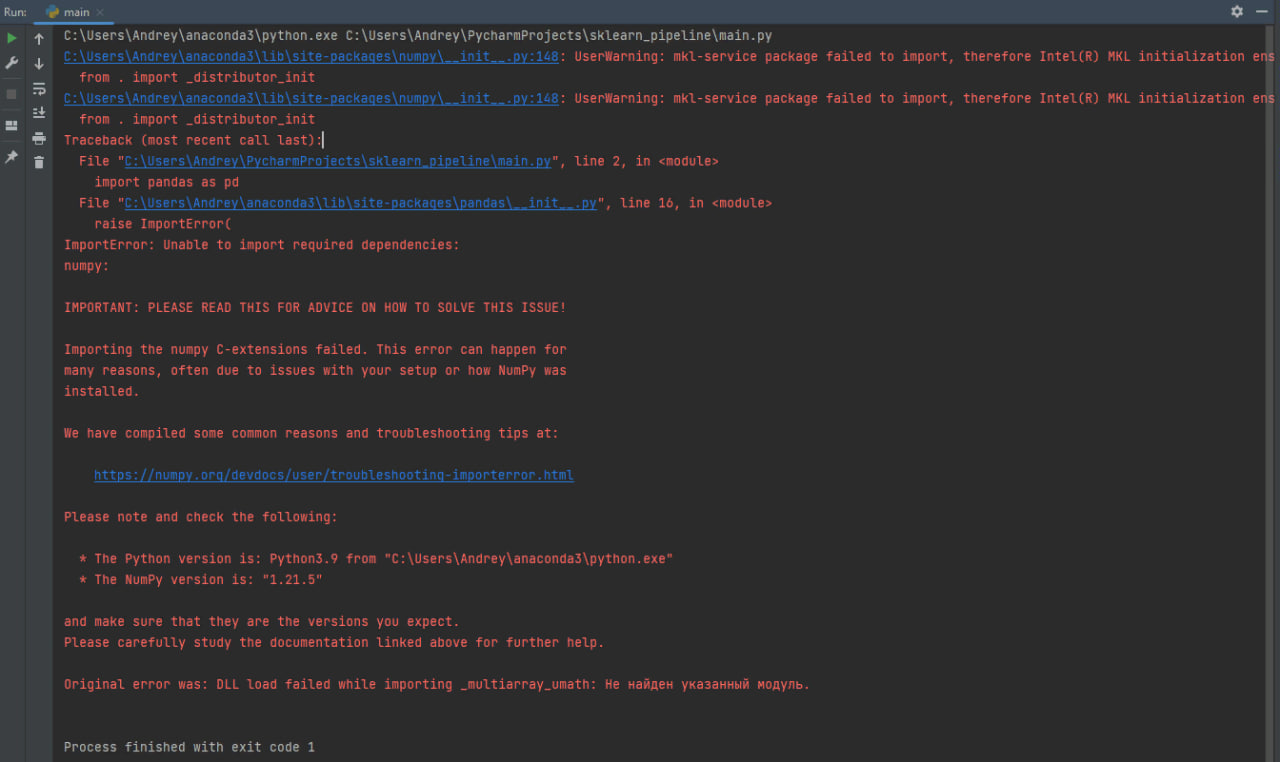 Run: main
C:\Users\Andrey\anaconda3\python.exe C:\Users\Andrey\PycharmProjects\sklearn_pipeline\main.py
C:\Users\Andrey\anaconda3\lib\site-packages\numpy\__init__.py:148: UserWarning: mkl-service package failed to import, therefore Intel(R) MKL initialization ens
from . import _distributor_init
C:\Users\Andrey\anaconda3\lib\site-packages\numpy\__init__.py:148: UserWarning: mkl-service package failed to import, therefore Intel(R) MKL initialization ens
from . import _distributor_init
Traceback (most recent call last):
File "C:\Users\Andrey\PycharmProjects\sklearn_pipeline\main.py", line 2, in <module>
import pandas as pd
File "C:\Users\Andrey\anaconda3\lib\site-packages\pandas\__init__.py", line 16, in <module>
raise ImportError(
ImportError: Unable to import required dependencies:
numpy:
IMPORTANT: PLEASE READ THIS FOR ADVICE ON HOW TO SOLVE THIS ISSUE!
Importing the numpy C-extensions failed. This error can happen for
many reasons, often due to issues with your setup or how NumPy was
installed.
We have compiled some common reasons and troubleshooting tips at:
https://numpy.org/devdocs/user/troubleshooting-importerror.html
Please note and check the following:
* The Python version is: Python3.9 from "C:\Users\Andrey\anaconda3\python.exe"
* The NumPy version is: "1.21.5"
and make sure that they are the versions you expect.
Please carefully study the documentation linked above for further help.
Original error was: DLL load failed while importing _multiarray_umath: Не найден указанный модуль.
Process finished with exit code 1